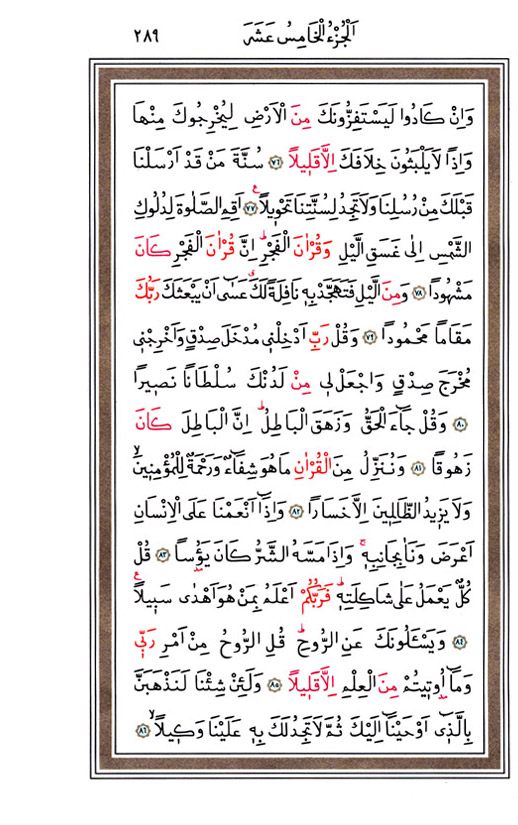 اَلْجُزْءُ الْخَامِسُ عَشَرَ ٢٨٩
وَاِنْ كَادُوا لَيَسْتَفِزُّونَكَ مِنَ الْاَرْضِ لِيُخْرِجُوكَ مِنْهَا
وَاِذًا لَا يَلْبَثُونَ خِلَافَكَ اِلَّا قَلٖيلًا ﴿٧٦﴾ سُنَّةَ مَنْ قَدْ اَرْسَلْنَا
قَبْلَكَ مِنْ رُسُلِنَا وَلَا تَجِدُ لِسُنَّتِنَا تَحْوٖيلًا ﴿٧٧﴾ اَقِمِ الصَّلٰوةَ لِدُلُوكِ
الشَّمْسِ اِلٰى غَسَقِ الَّيْلِ وَقُرْاٰنَ الْفَجْرِؕ اِنَّ قُرْاٰنَ الْفَجْرِ كَانَ
مَشْهُودًا ﴿٧٨﴾ وَمِنَ الَّيْلِ فَتَهَجَّدْ بِهٖ نَافِلَةً لَكَ عَسٰٓى اَنْ يَبْعَثَكَ رَبُّكَ
مَقَامًا مَحْمُودًا ﴿٧٩﴾ وَقُلْ رَبِّ اَدْخِلْنٖى مُدْخَلَ صِدْقٍ وَاَخْرِجْنٖى
مُخْرَجَ صِدْقٍ وَاجْعَلْ لٖى مِنْ لَدُنْكَ سُلْطَانًا نَصٖيرًا
﴿٨٠﴾ وَقُلْ جَٓاءَ الْحَقُّ وَزَهَقَ الْبَاطِلُؕ اِنَّ الْبَاطِلَ كَانَ
زَهُوقًا ﴿٨١﴾ وَنُنَزِّلُ مِنَ الْقُرْاٰنِ مَا هُوَ شِفَٓاءٌ وَرَحْمَةٌ لِلْمُؤْمِنٖينَۙ
وَلَا يَزٖيدُ الظَّالِمٖينَ اِلَّا خَسَارًا ﴿٨٢﴾ وَاِذَٓا اَنْعَمْنَا عَلَى الْاِنْسَانِ
اَعْرَضَ وَنَاٰ بِجَانِبِهٖۚ وَاِذَا مَسَّهُ الشَّرُّ كَانَ يَؤُسًا ﴿٨٣﴾ قُلْ
كُلٌّ يَعْمَلُ عَلٰى شَاكِلَتِهٖؕ فَرَبُّكُمْ اَعْلَمُ بِمَنْ هُوَ اَهْدٰى سَبٖيلًا
﴿٨٤﴾ وَيَسْـَٔلُونَكَ عَنِ الرُّوحِؕ قُلِ الرُّوحُ مِنْ اَمْرِ رَبّٖى
وَمَٓا اُوتٖيتُمْ مِنَ الْعِلْمِ اِلَّا قَلٖيلًا ﴿٨٥﴾ وَلَئِنْ شِئْنَا لَنَذْهَبَنَّ
بِالَّذٖٓى اَوْحَيْنَٓا اِلَيْكَ ثُمَّ لَا تَجِدُ لَكَ بِهٖ عَلَيْنَا وَكٖيلًاۙ ﴿٨٦﴾